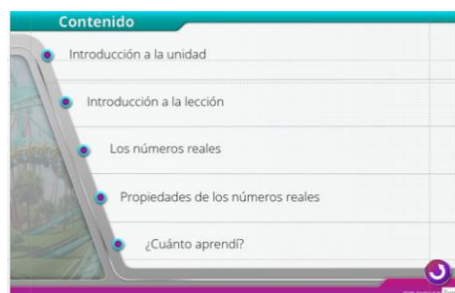 Contenido
Introducción a la unidad
Introducción a la lección
Los números reales
Propiedades de los números reales
¿Cuánto aprendí?